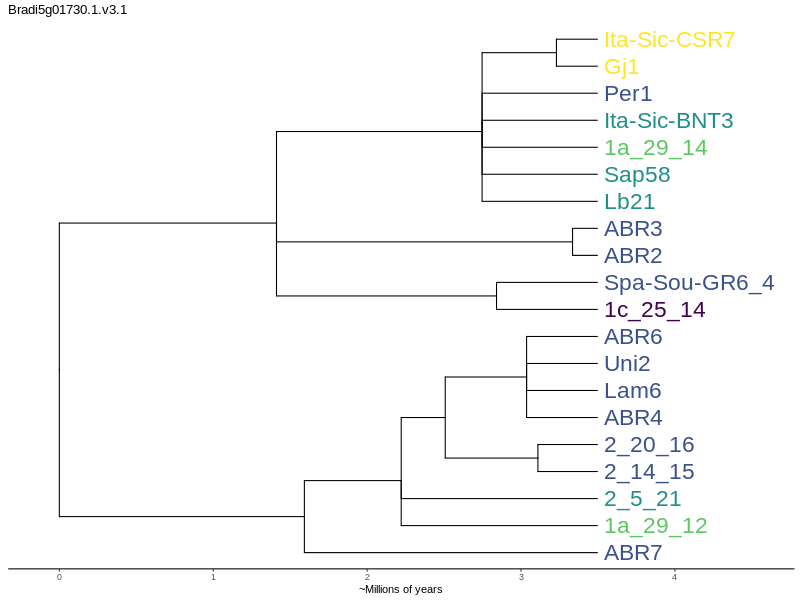 Bradi5g01730.1.v3.1
Ita-Sic-CSR7
Gj1
Per1
Ita-Sic-BNT3
1a_29_14
Sap58
Lb21
ABR3
ABR2
Spa-Sou-GR6_4
1c_25_14
ABR6
Uni2
Lam6
ABR4
2_20_16
2_14_15
2_5_21
1a_29_12
ABR7
0 1 2 3 4
~Millions of years